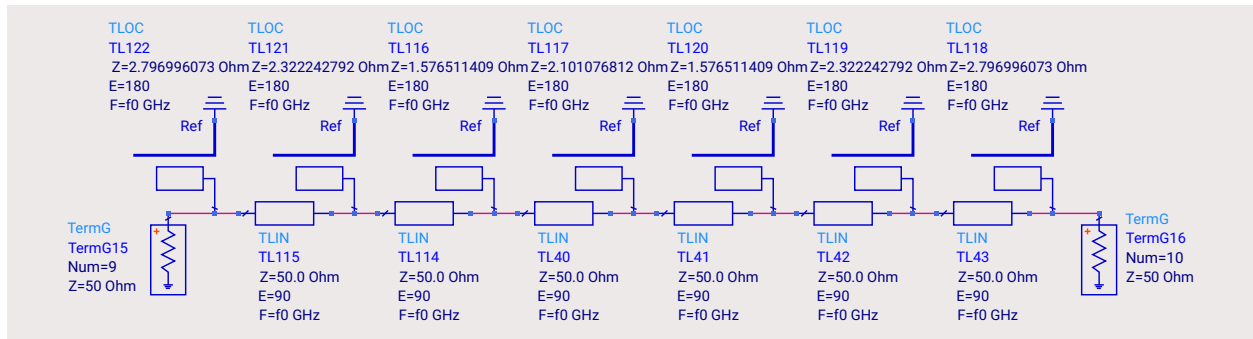 TLOC TLOC TLOC TLOC TLOC TLOC TLOC
TL122 TL121 TL116 TL117 TL120 TL119 TL118
Z=2.796996073 Ohm Z=2.322242792 Ohm Z=1.576511409 Ohm Z=2.101076812 Ohm Z=1.576511409 Ohm Z=2.322242792 Ohm Z=2.796996073 Ohm
E=180 E=180 E=180 E=180 E=180 E=180 E=180
F=f0 GHz F=f0 GHz F=f0 GHz F=f0 GHz F=f0 GHz F=f0 GHz F=f0 GHz
Ref Ref Ref Ref Ref Ref Ref
TermG
TermG15
Num=9
Z=50 Ohm
+
TLIN TLIN TLIN TLIN TLIN TLIN
TL115 TL114 TL40 TL41 TL42 TL43
Z=50.0 Ohm Z=50.0 Ohm Z=50.0 Ohm Z=50.0 Ohm Z=50.0 Ohm Z=50.0 Ohm
E=90 E=90 E=90 E=90 E=90 E=90
F=f0 GHz F=f0 GHz F=f0 GHz F=f0 GHz F=f0 GHz F=f0 GHz
+
TermG
TermG16
Num=10
Z=50 Ohm